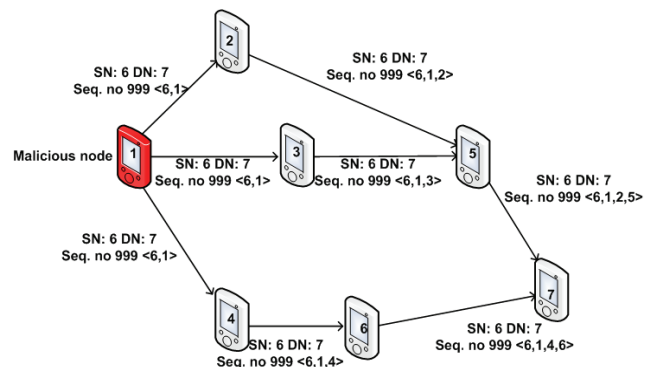 2
SN: 6 DN: 7
Seq. no 999 <6,1>
SN: 6 DN: 7
Seq. no 999 <6,1,2>
Malicious node
1
SN: 6 DN: 7
Seq. no 999 <6,1>
3
SN: 6 DN: 7
Seq. no 999 <6,1,3>
5
SN: 6 DN: 7
Seq. no 999 <6,1,2,5>
SN: 6 DN: 7
Seq. no 999 <6,1>
7
4
SN: 6 DN: 7
Seq. no 999 <6,1,4>
6
SN: 6 DN: 7
Seq. no 999 <6,1,4,6>